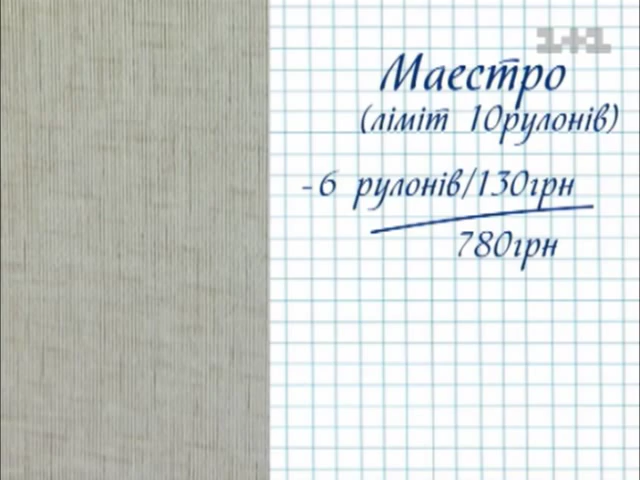 1+1
Маестро
(ліміт 10рулонів)
-6 рулонів/130грн
780грн